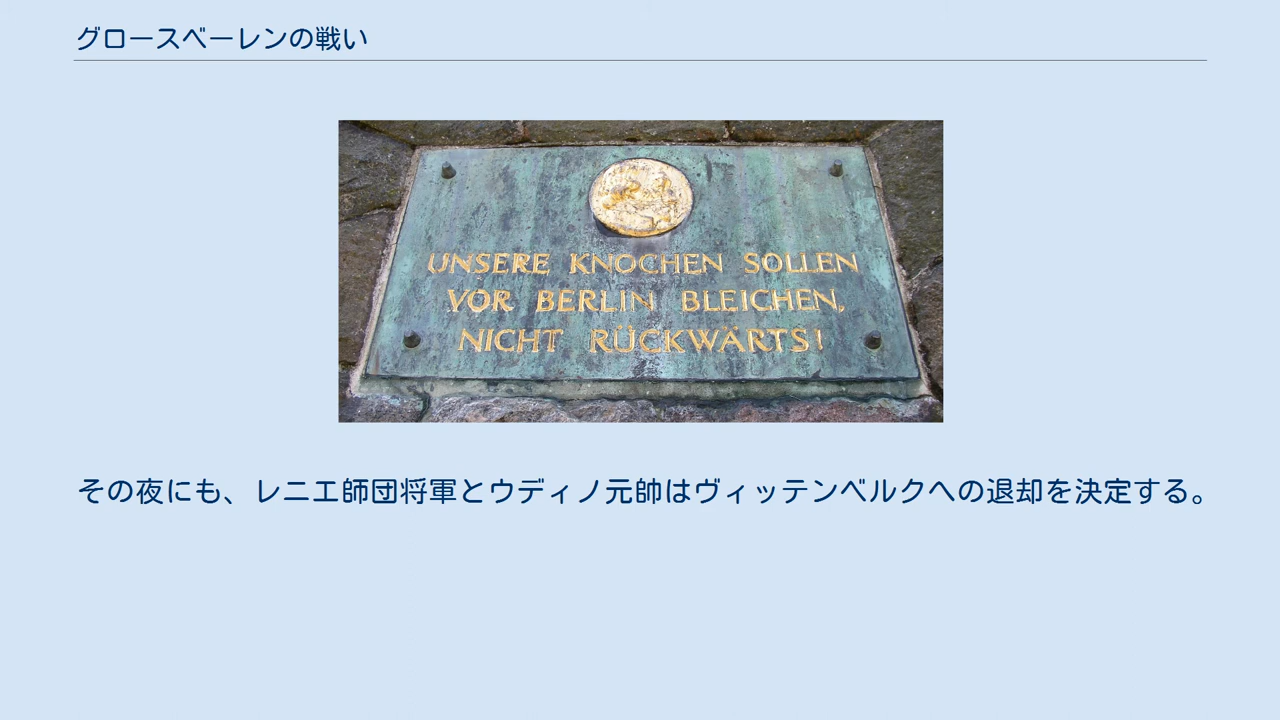 グロースベーレンの戦い
UNSERE KNOCHEN SOLLEN
VOR BERLIN BLEICHEN,
NICHT RÜCKWÄRTS!
その夜にも、レニエ師団将軍とウディノ元帥はヴィッテンベルクへの退却を決定する。